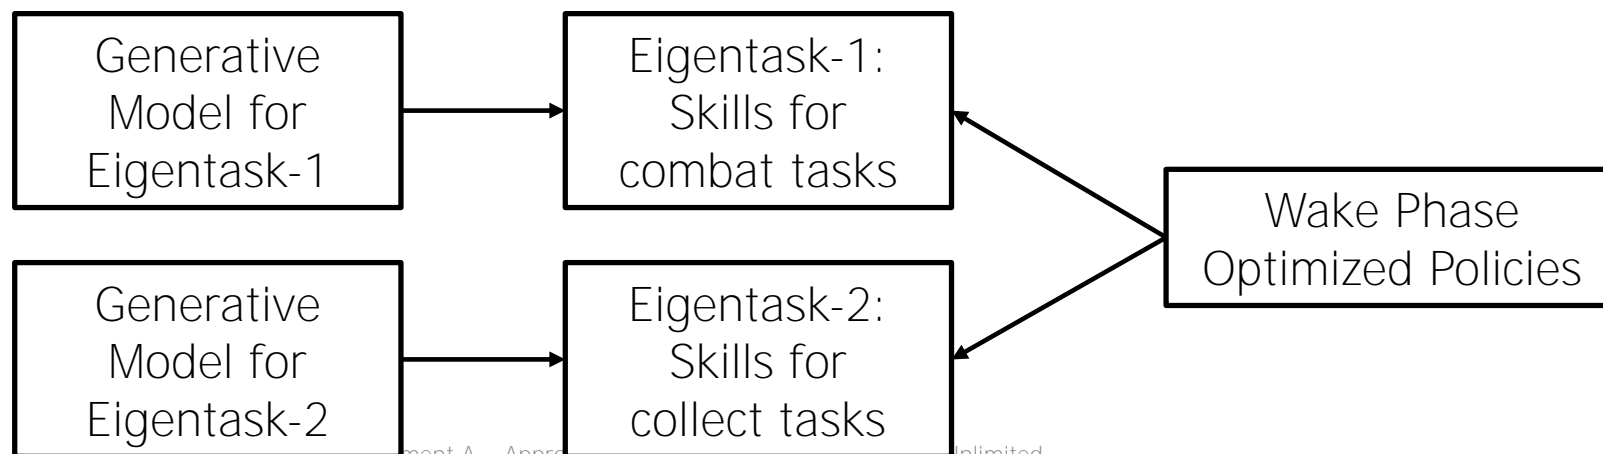 Generative
Model for
Eigentask-1
Eigentask-1:
Skills for
combat tasks
Wake Phase
Optimized Policies
Generative
Model for
Eigentask-2
Eigentask-2:
Skills for
collect tasks